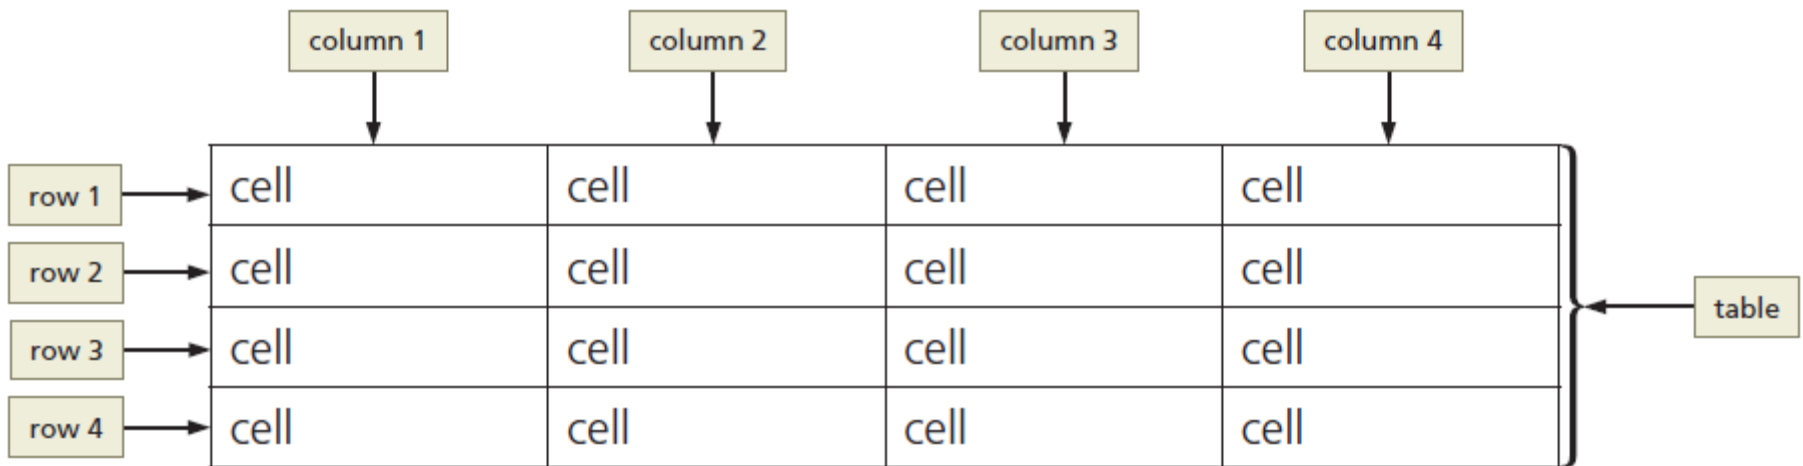 column 1 column 2 column 3 column 4
row 1 cell cell cell cell
row 2 cell cell cell cell
table
row 3 cell cell cell cell
row 4 cell cell cell cell